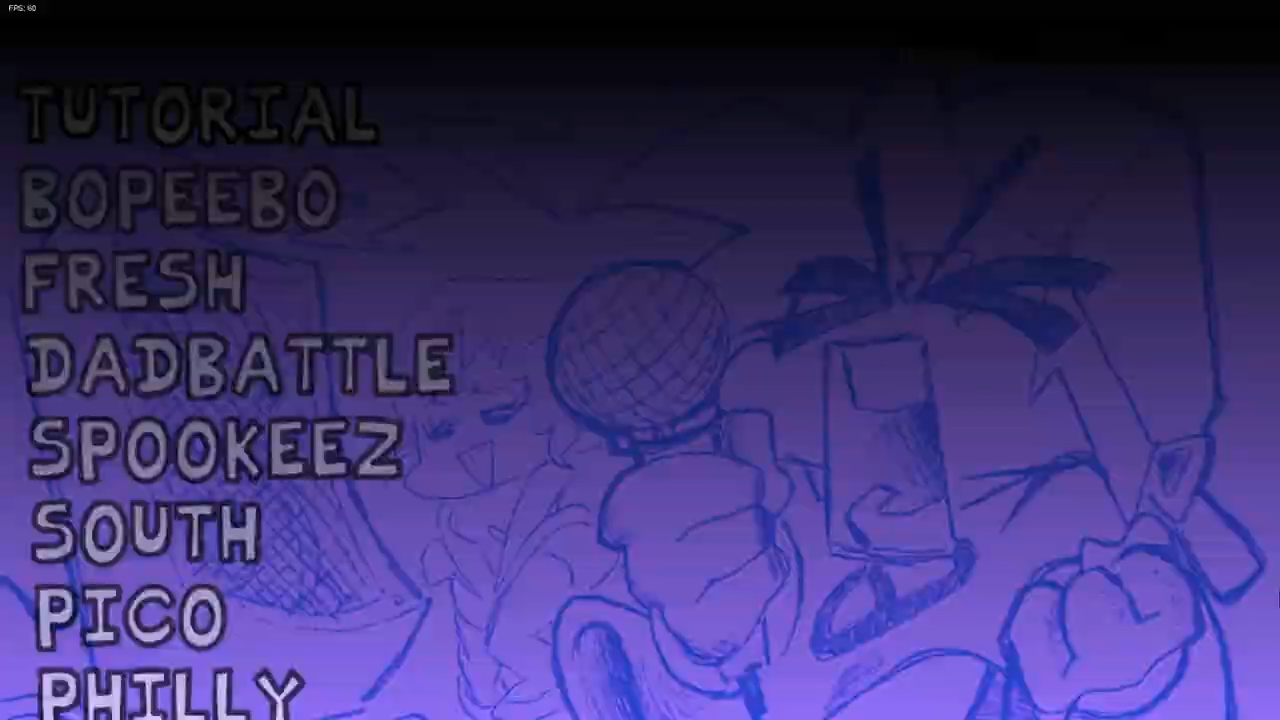 FPS: 60
TUTORIAL
BOPEEBO
FRESH
DADBATTLE
SPOOKEEZ
SOUTH
PICO
PHILLY